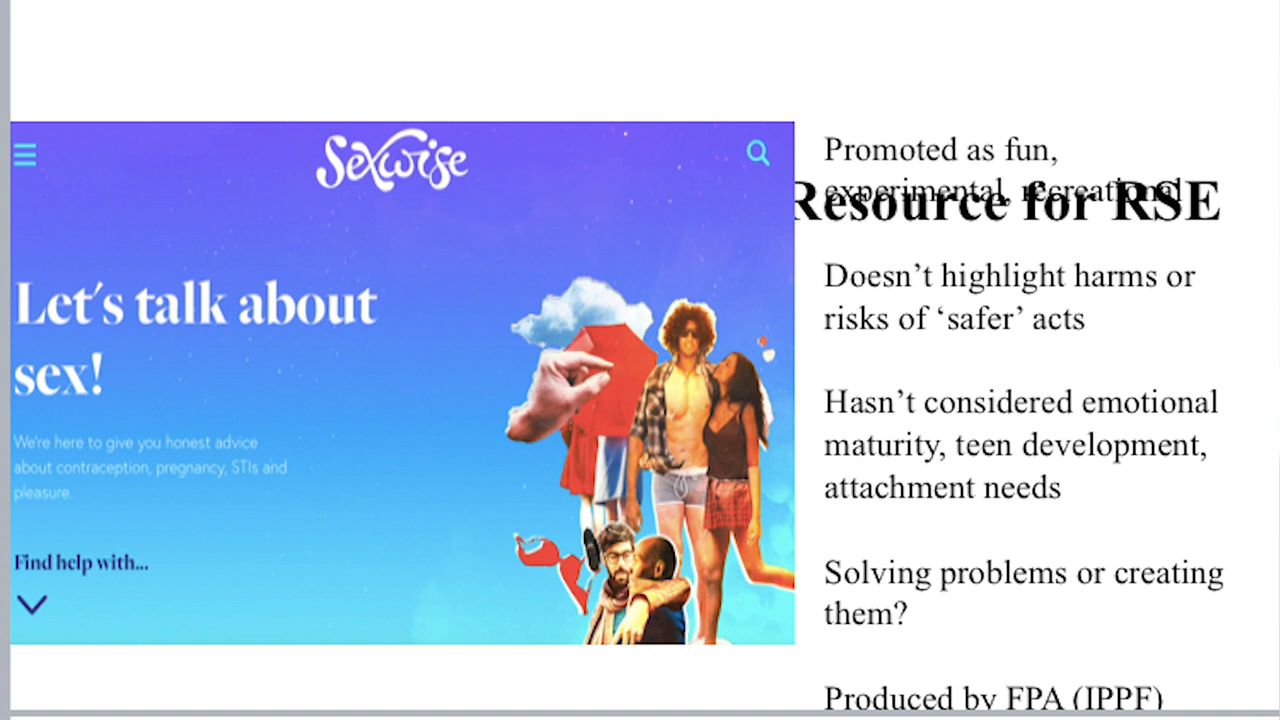 Sexwise
Let's talk about
sex!
We're here to give you honest advice
about contraception, pregnancy, STIs and
pleasure.
Find help with...
Resource for RSE
Promoted as fun,
experimental, recreational
Doesn’t highlight harms or
risks of ‘safer’ acts
Hasn’t considered emotional
maturity, teen development,
attachment needs
Solving problems or creating
them?
Produced by FPA (IPPF)